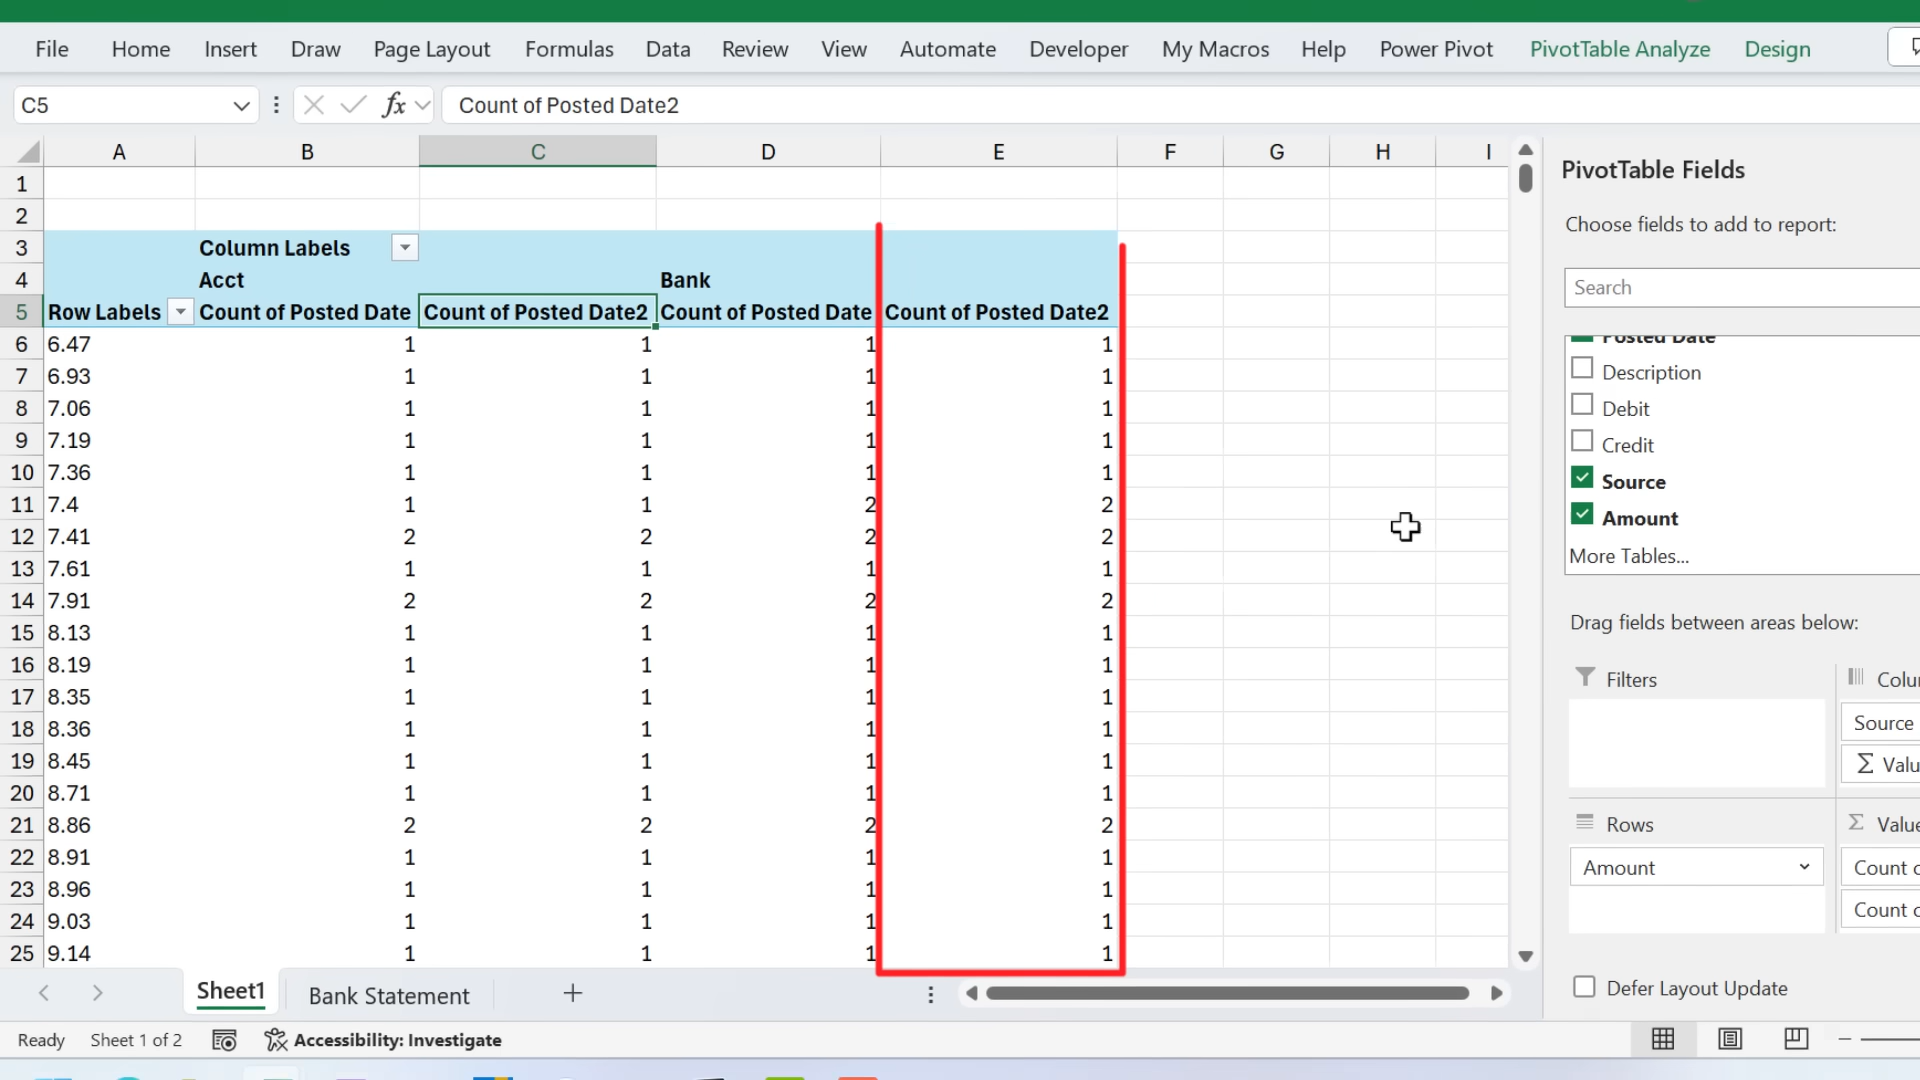 File Home Insert Draw Page Layout Formulas Data Review View Automate Developer My Macros Help Power Pivot PivotTable Analyze Design
C5 fx Count of Posted Date2
A B C D E F G H I
1
2
3 Column Labels
4 Acct Bank
5 Row Labels Count of Posted Date Count of Posted Date2 Count of Posted Date Count of Posted Date2
6 6.47 1 1 1 1
7 6.93 1 1 1 1
8 7.06 1 1 1 1
9 7.19 1 1 1 1
10 7.36 1 1 1 1
11 7.4 1 1 2 2
12 7.41 2 2 2 2
13 7.61 1 1 1 1
14 7.91 2 2 2 2
15 8.13 1 1 1 1
16 8.19 1 1 1 1
17 8.35 1 1 1 1
18 8.36 1 1 1 1
19 8.45 1 1 1 1
20 8.71 1 1 1 1
21 8.86 2 2 2 2
22 8.91 1 1 1 1
23 8.96 1 1 1 1
24 9.03 1 1 1 1
25 9.14 1 1 1 1
PivotTable Fields
Choose fields to add to report:
Search
Posted Date
Description
Debit
Credit
Source
Amount
More Tables...
Drag fields between areas below:
Filters Colu
Source
Σ Valu
Rows Σ Value
Amount Count o
Count o
Defer Layout Update
Sheet1 Bank Statement +
Ready Sheet 1 of 2 Accessibility: Investigate